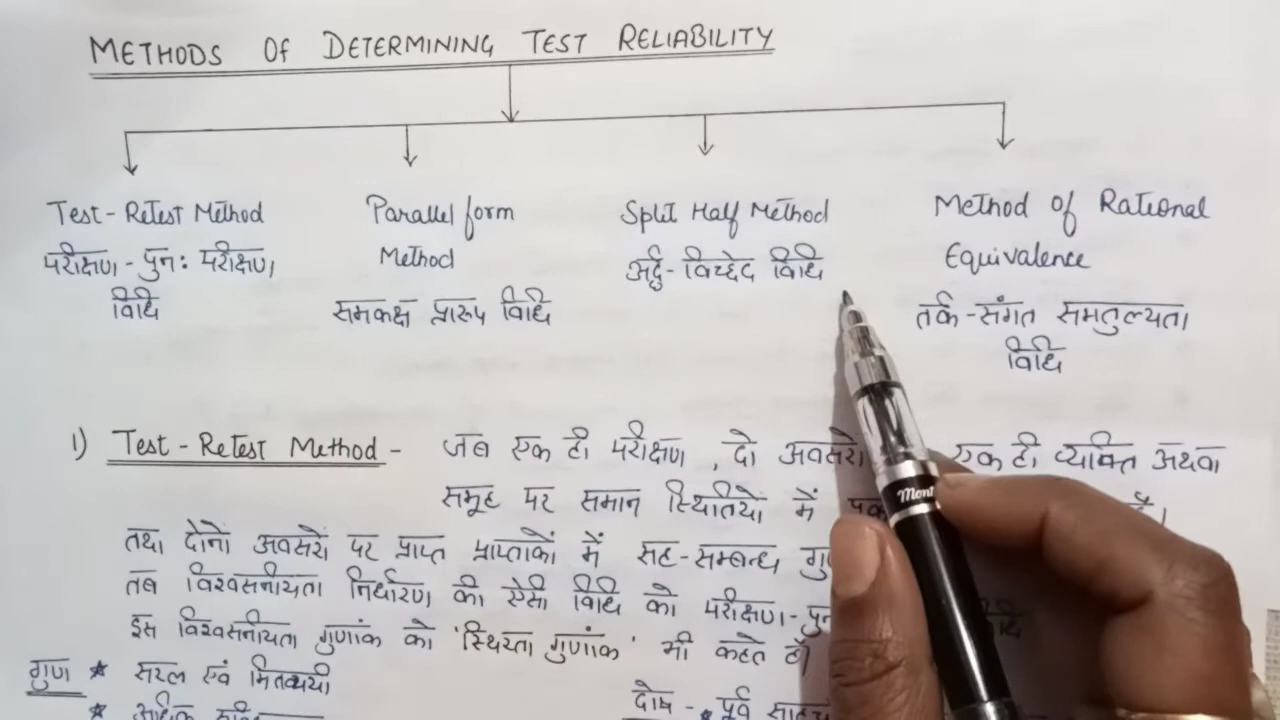 METHODS Of DETERMINING TEST RELIABILITY
Test - ReTest Method
परीक्षण - पुनः परीक्षण
विधि
Parallel form
Method
समकक्ष प्रारूप विधि
Split Half Method
अर्द्ध - विच्छेद विधि
Method of Rational
Equivalence
तर्क - संगत समतुल्यता
विधि
1) Test - ReTest Method - जब एक ही परीक्षण, दो अवसरों एक ही व्यक्ति अथवा
समूह पर समान स्थितियों में
तथा दोनों अवसरों पर प्राप्त प्राप्तांकों में सह - सम्बन्ध
तब विश्वसनीयता निर्धारण की ऐसी विधि को परीक्षण -
इस विश्वसनीयता गुणांक को 'स्थिरता गुणांक' भी कहते हैं।
गुण * सरल एवं मितव्ययी
दोष - * पूर्व
* अधिक
Mont